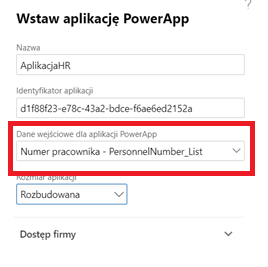 Wstaw aplikację PowerApp
Nazwa
AplikacjaHR
Identyfikator aplikacji
d1f88f23-e78c-43a2-bdce-f6ae6ed2152a
Dane wejściowe dla aplikacji PowerApp
Numer pracownika - PersonnelNumber_List
Rozmiar aplikacji
Rozbudowana
Dostęp firmy